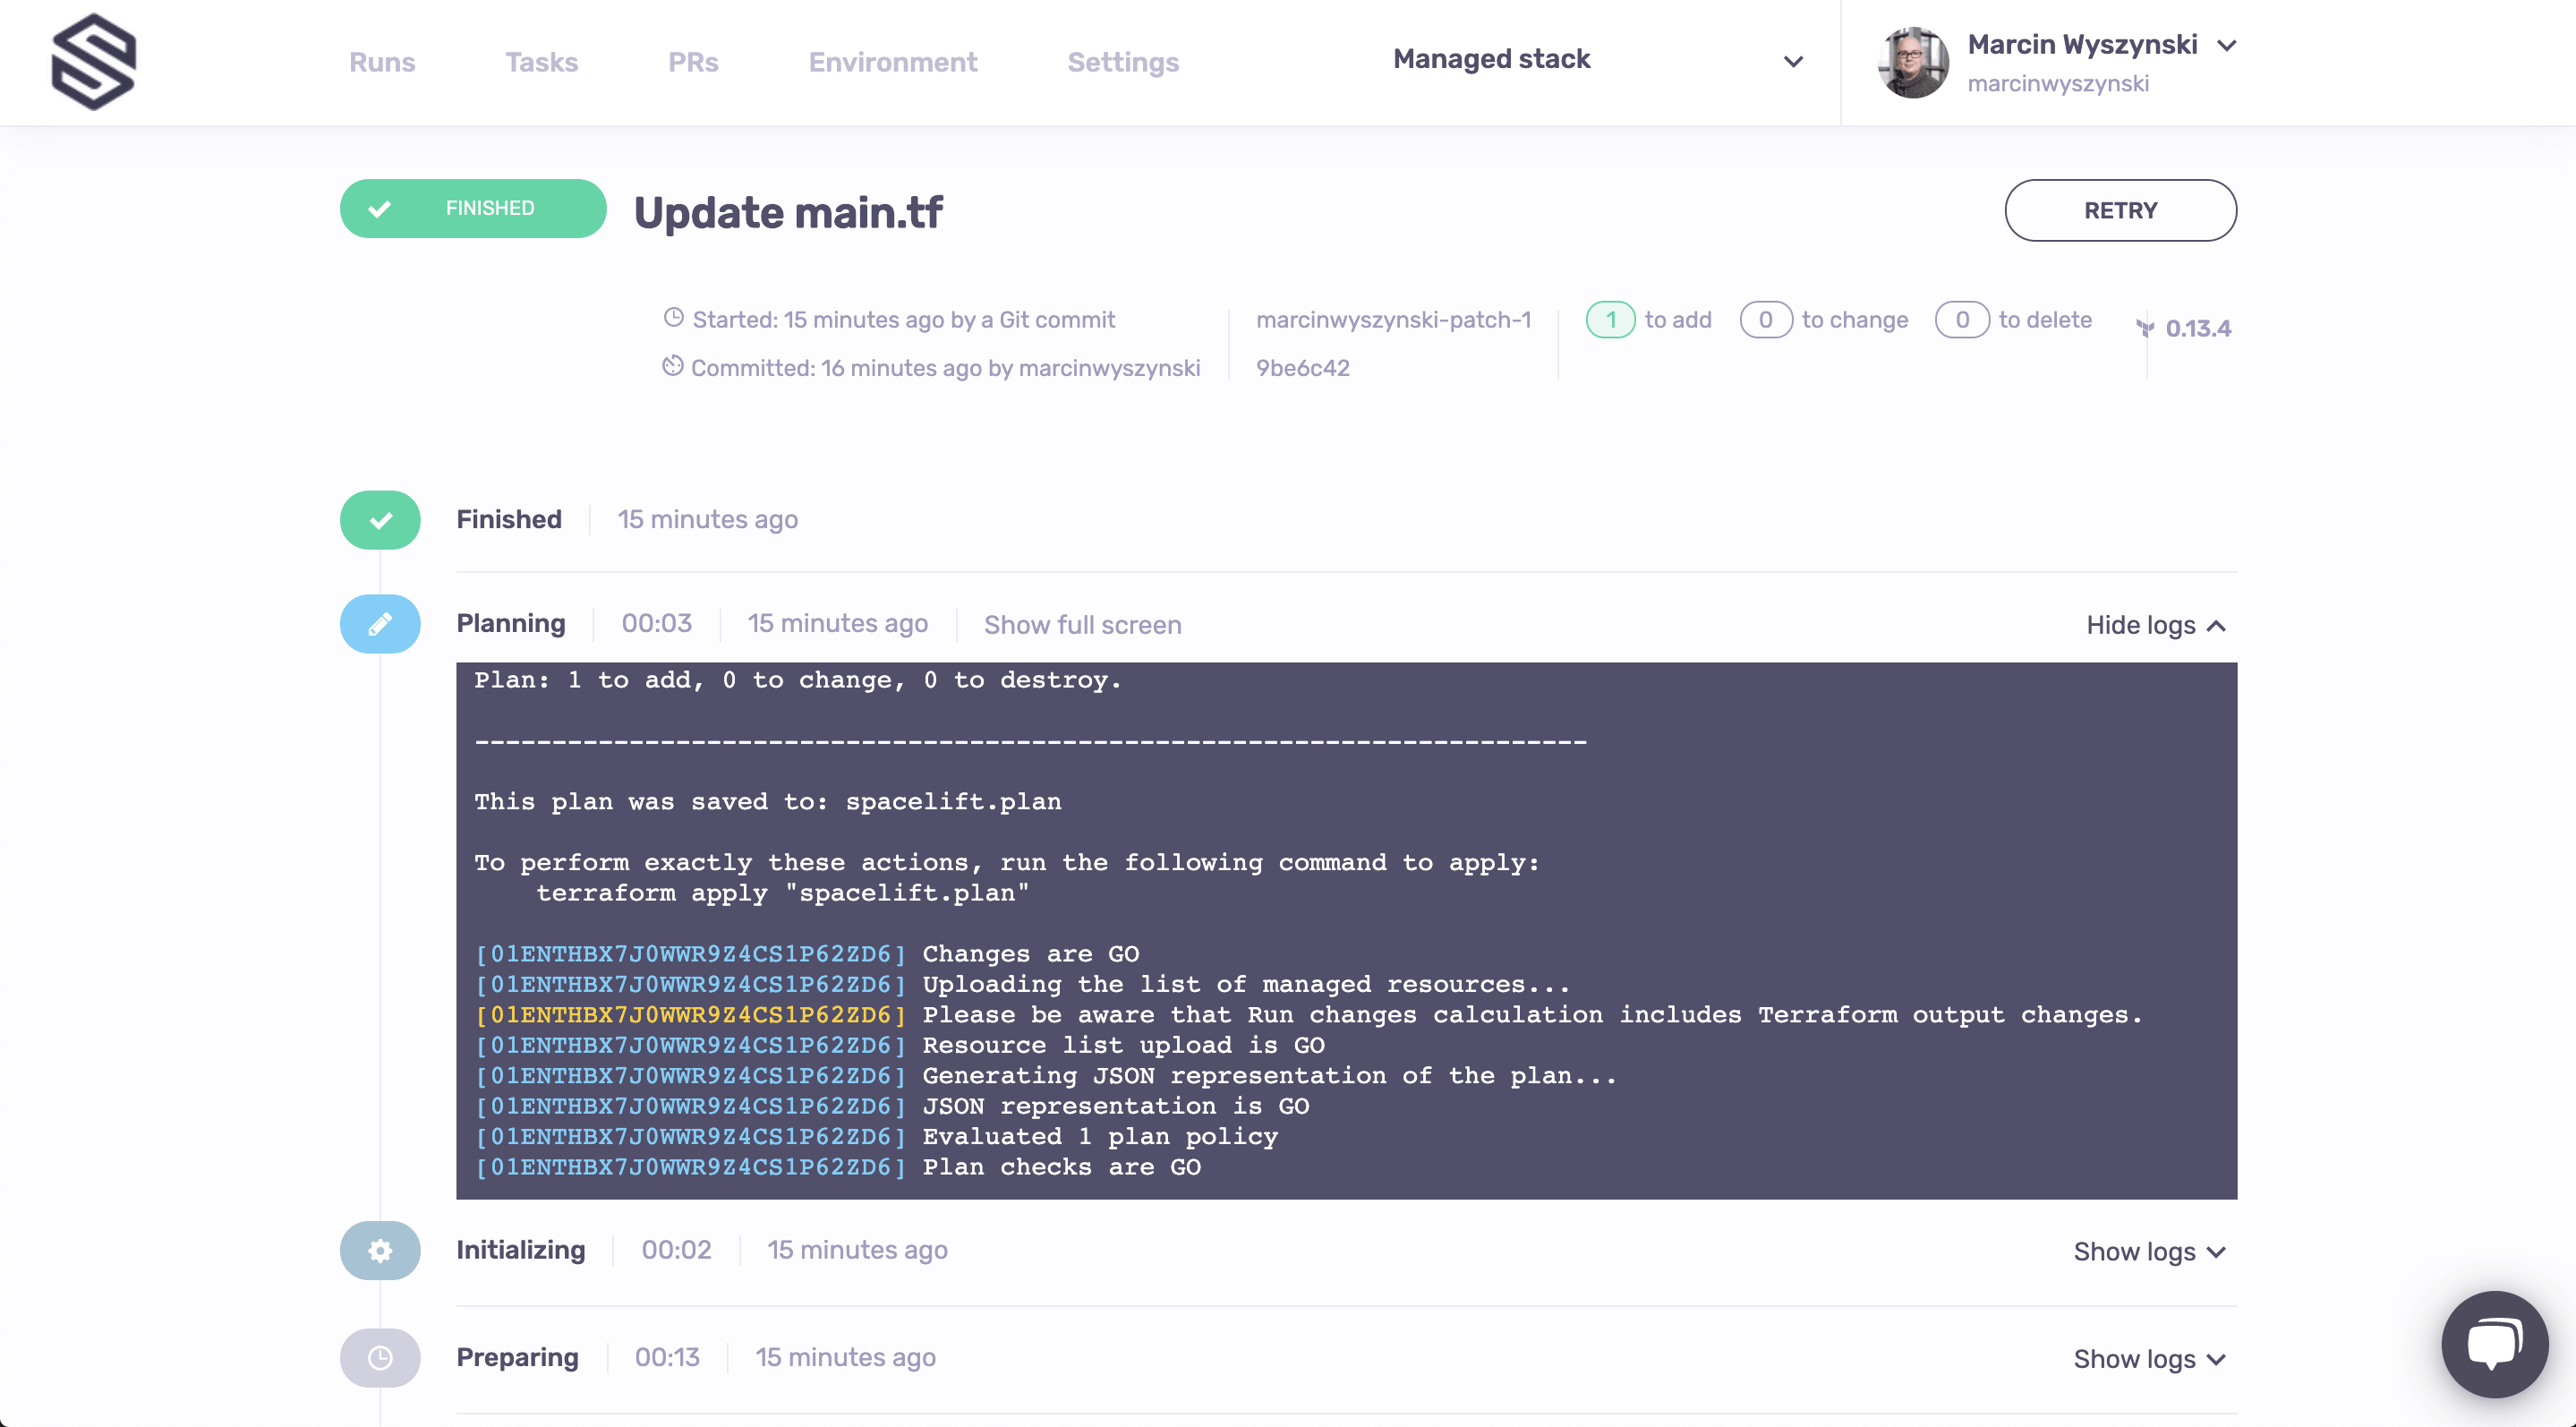 Runs Tasks PRs Environment Settings Managed stack Marcin Wyszynski
marcinwyszynski
FINISHED Update main.tf RETRY
Started: 15 minutes ago by a Git commit marcinwyszynski-patch-1 1 to add 0 to change 0 to delete 0.13.4
Committed: 16 minutes ago by marcinwyszynski 9be6c42
Finished 15 minutes ago
Planning 00:03 15 minutes ago Show full screen Hide logs
Plan: 1 to add, 0 to change, 0 to destroy.
------------------------------------------------------------------------
This plan was saved to: spacelift.plan
To perform exactly these actions, run the following command to apply:
terraform apply "spacelift.plan"
[01ENTHBX7J0WWR9Z4CS1P62ZD6] Changes are GO
[01ENTHBX7J0WWR9Z4CS1P62ZD6] Uploading the list of managed resources...
[01ENTHBX7J0WWR9Z4CS1P62ZD6] Please be aware that Run changes calculation includes Terraform output changes.
[01ENTHBX7J0WWR9Z4CS1P62ZD6] Resource list upload is GO
[01ENTHBX7J0WWR9Z4CS1P62ZD6] Generating JSON representation of the plan...
[01ENTHBX7J0WWR9Z4CS1P62ZD6] JSON representation is GO
[01ENTHBX7J0WWR9Z4CS1P62ZD6] Evaluated 1 plan policy
[01ENTHBX7J0WWR9Z4CS1P62ZD6] Plan checks are GO
Initializing 00:02 15 minutes ago Show logs
Preparing 00:13 15 minutes ago Show logs